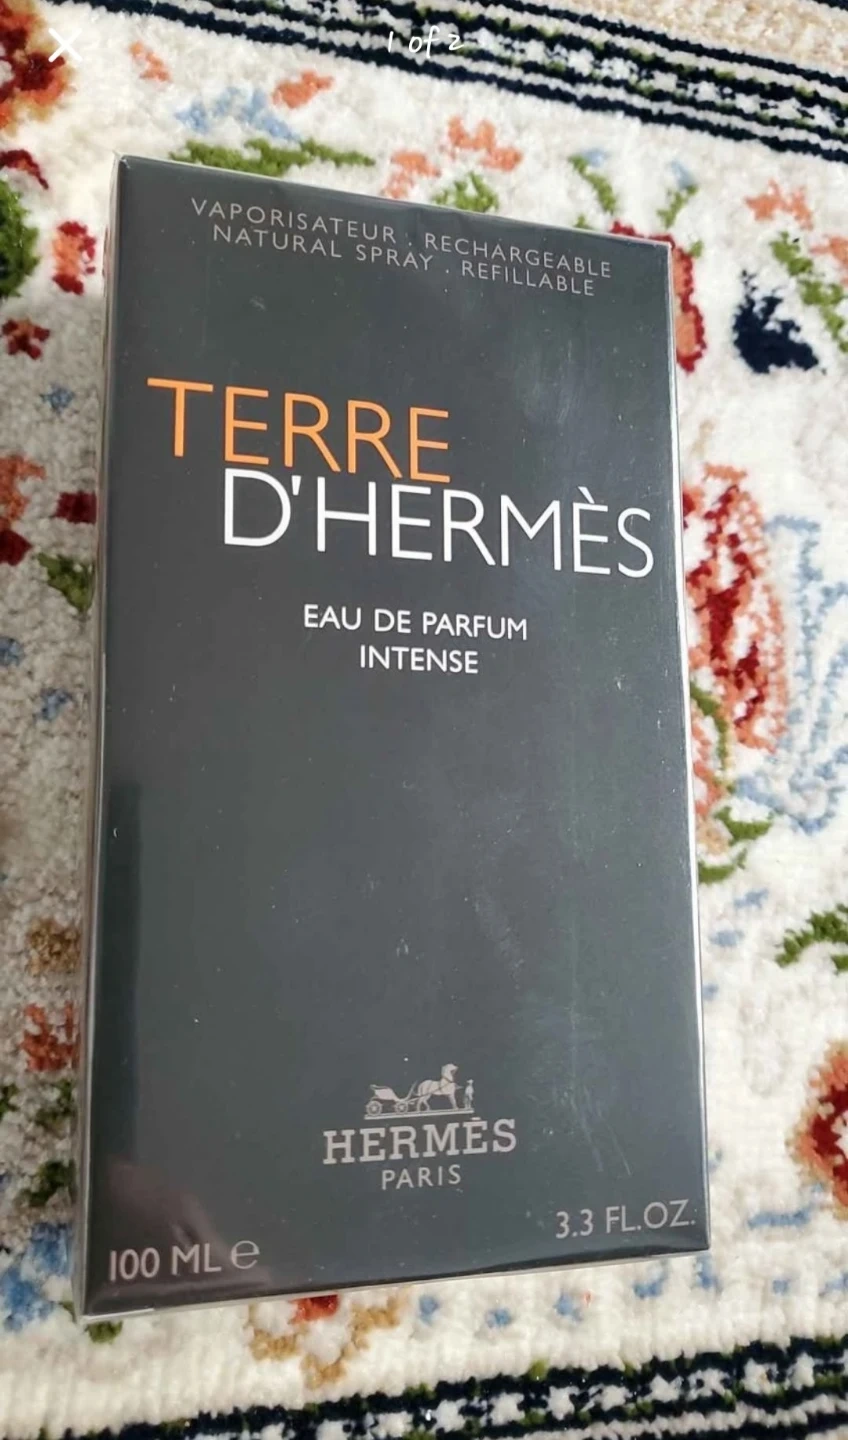 1 of 2
VAPORISATEUR . RECHARGEABLE
NATURAL SPRAY . REFILLABLE
TERRE
D'HERMÈS
EAU DE PARFUM
INTENSE
HERMÈS
PARIS
100 ML e
3.3 FL.OZ.